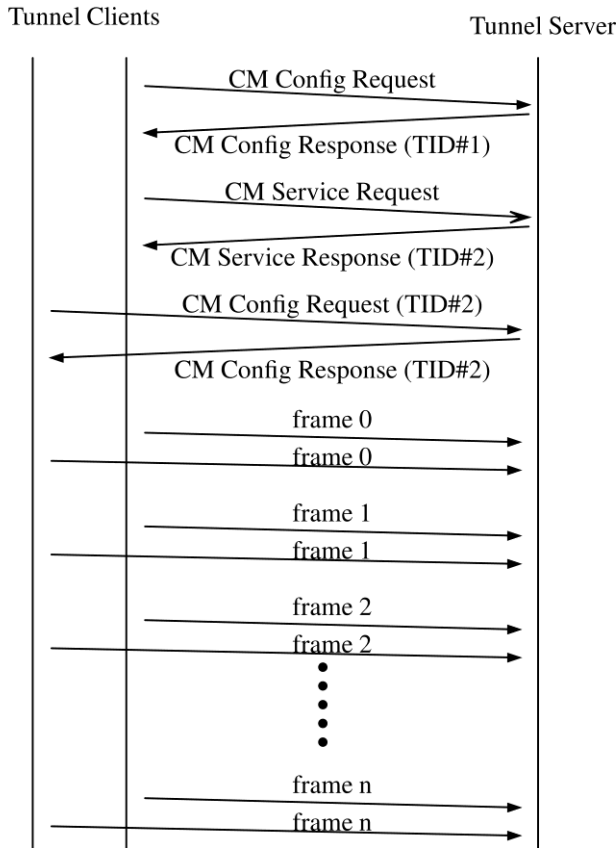 Tunnel Clients
Tunnel Server
CM Config Request
CM Config Response (TID#1)
CM Service Request
CM Service Response (TID#2)
CM Config Request (TID#2)
CM Config Response (TID#2)
frame 0
frame 0
frame 1
frame 1
frame 2
frame 2
frame n
frame n